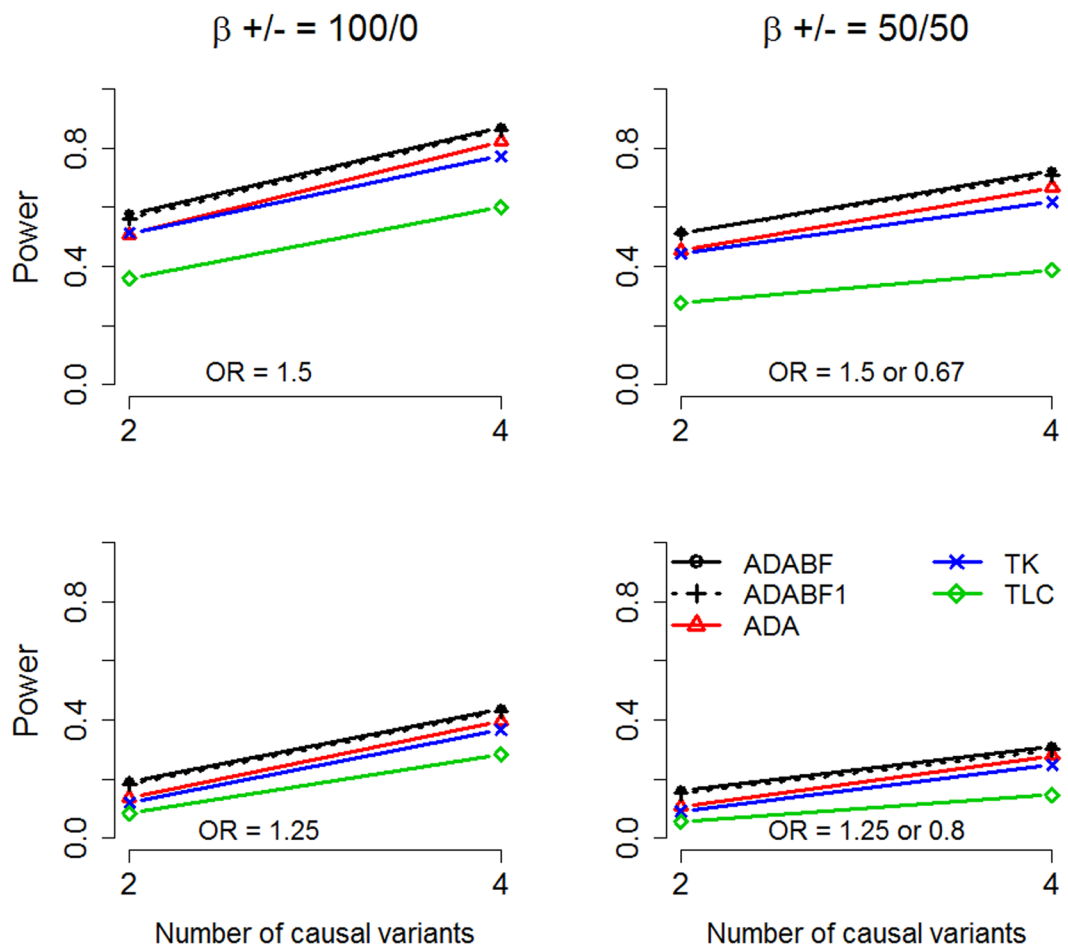 β +/- = 100/0
β +/- = 50/50
Power
0.8
0.4
0.0
OR = 1.5
2
4
0.8
0.4
0.0
OR = 1.5 or 0.67
2
4
Power
0.8
0.4
0.0
OR = 1.25
2
4
Number of causal variants
0.8
0.4
0.0
ADABF
ADABF1
ADA
TK
TLC
OR = 1.25 or 0.8
2
4
Number of causal variants